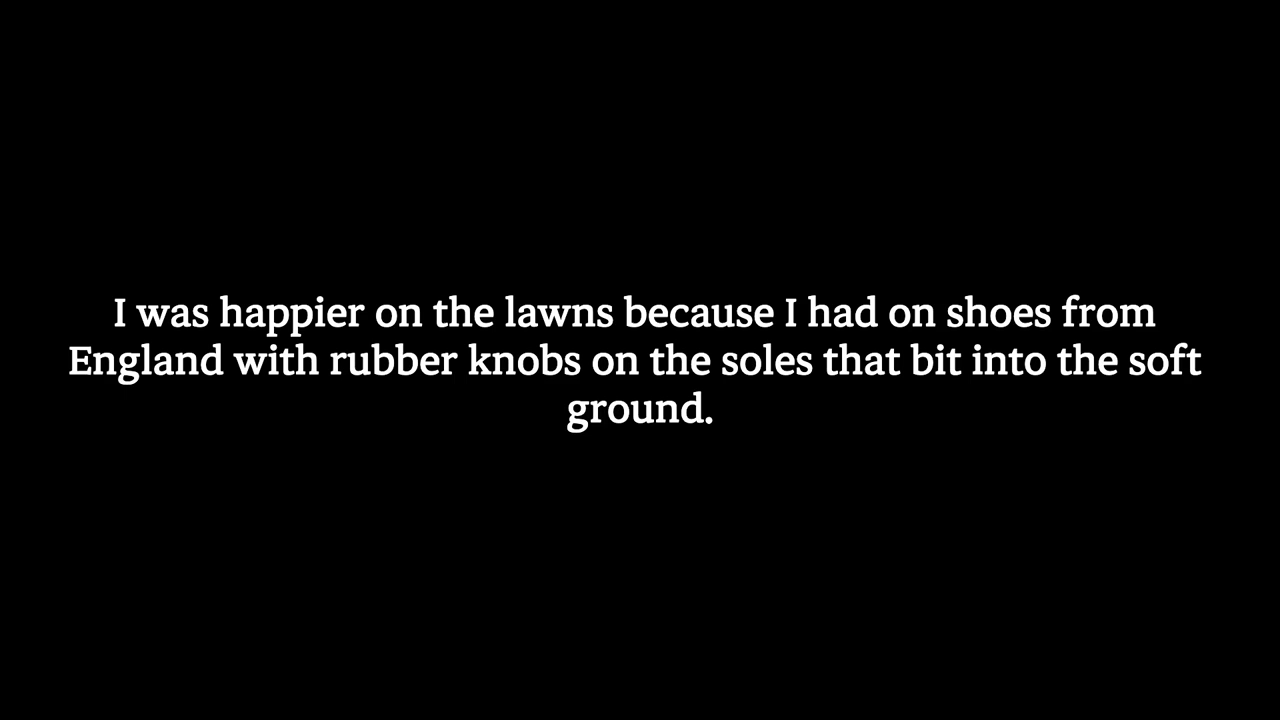 I was happier on the lawns because I had on shoes from
England with rubber knobs on the soles that bit into the soft
ground.